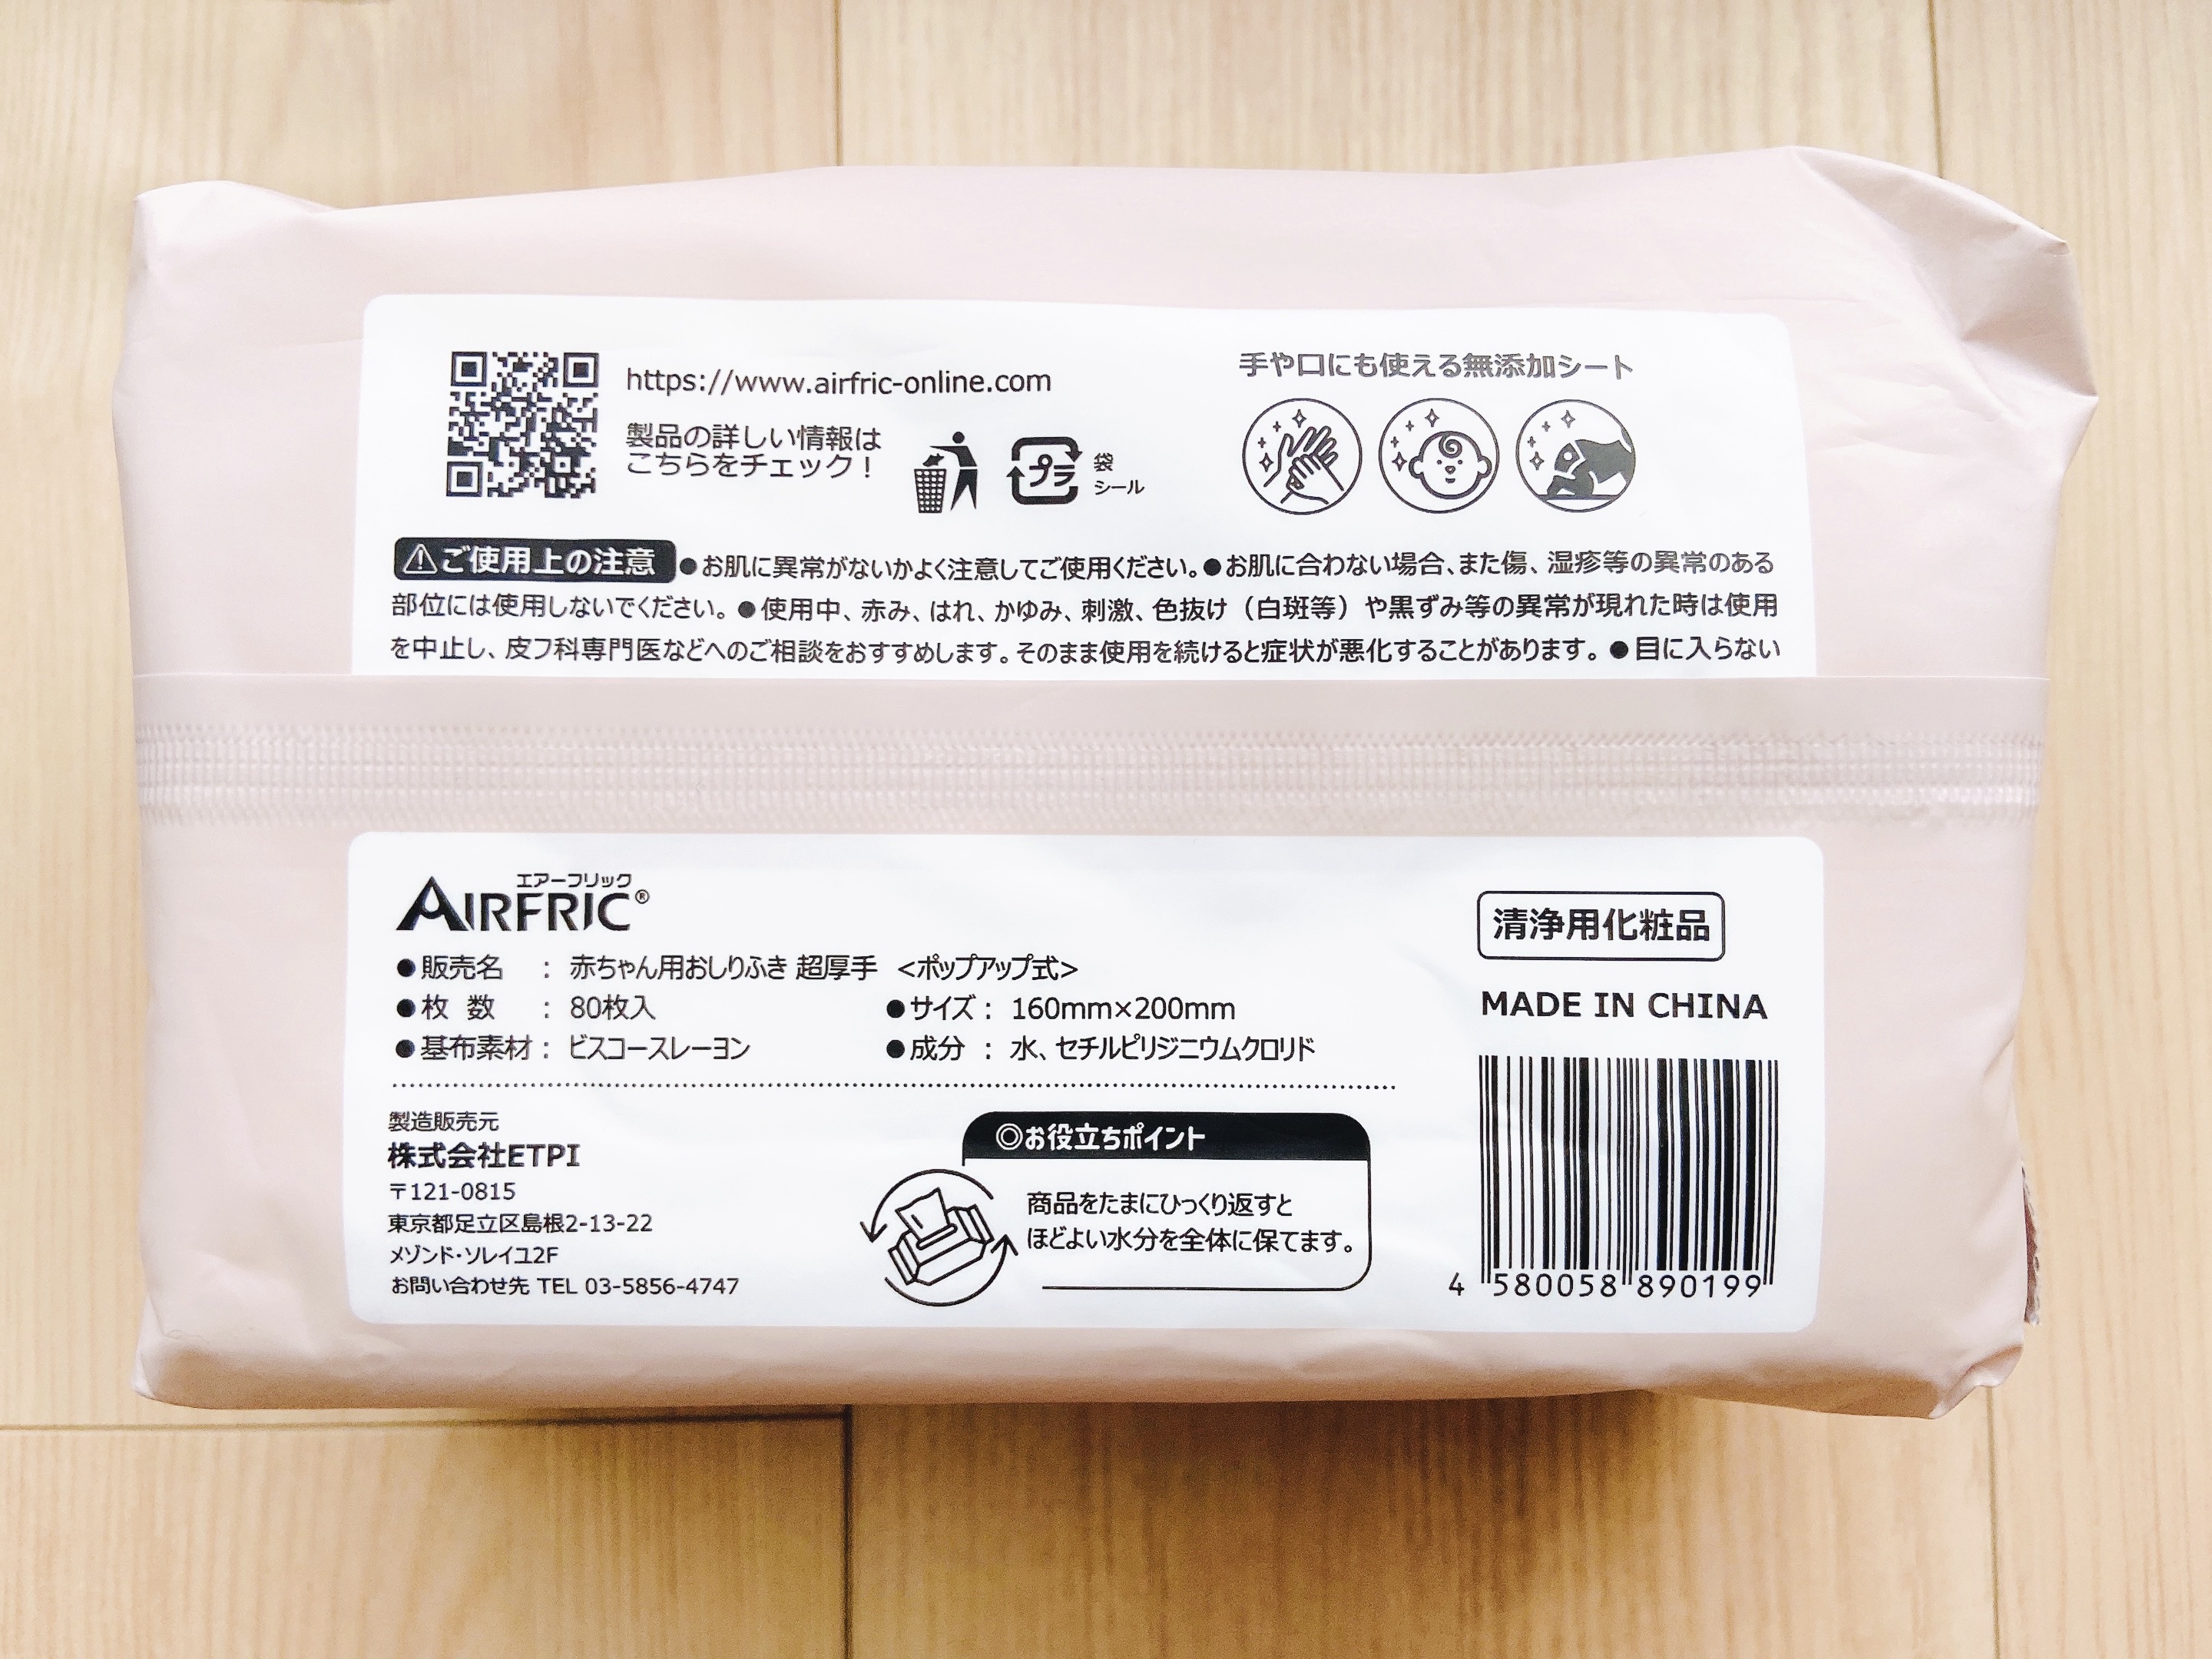 https://www.airfric-online.com
製品の詳しい情報は
こちらをチェック！
プラ
袋
シール
手や口にも使える無添加シート
ご使用上の注意 ●お肌に異常がないかよく注意してご使用ください。●お肌に合わない場合、また傷、湿疹等の異常のある
部位には使用しないでください。●使用中、赤み、はれ、かゆみ、刺激、色抜け（白斑等）や黒ずみ等の異常が現れた時は使用
を中止し、皮フ科専門医などへのご相談をおすすめします。そのまま使用を続けると症状が悪化することがあります。●目に入らない
エアーフリック
AIRFRIC®
●販売名 ： 赤ちゃん用おしりふき 超厚手 <ポップアップ式>
●枚 数 ： 80枚入 ●サイズ： 160mm×200mm
●基布素材： ビスコースレーヨン ●成分 ： 水、セチルピリジニウムクロリド
製造販売元
株式会社ETPI
〒121-0815
東京都足立区島根2-13-22
メゾンド・ソレイユ2F
お問い合わせ先 TEL 03-5856-4747
◎お役立ちポイント
商品をたまにひっくり返すと
ほどよい水分を全体に保てます。
清浄用化粧品
MADE IN CHINA
4 580058 890199